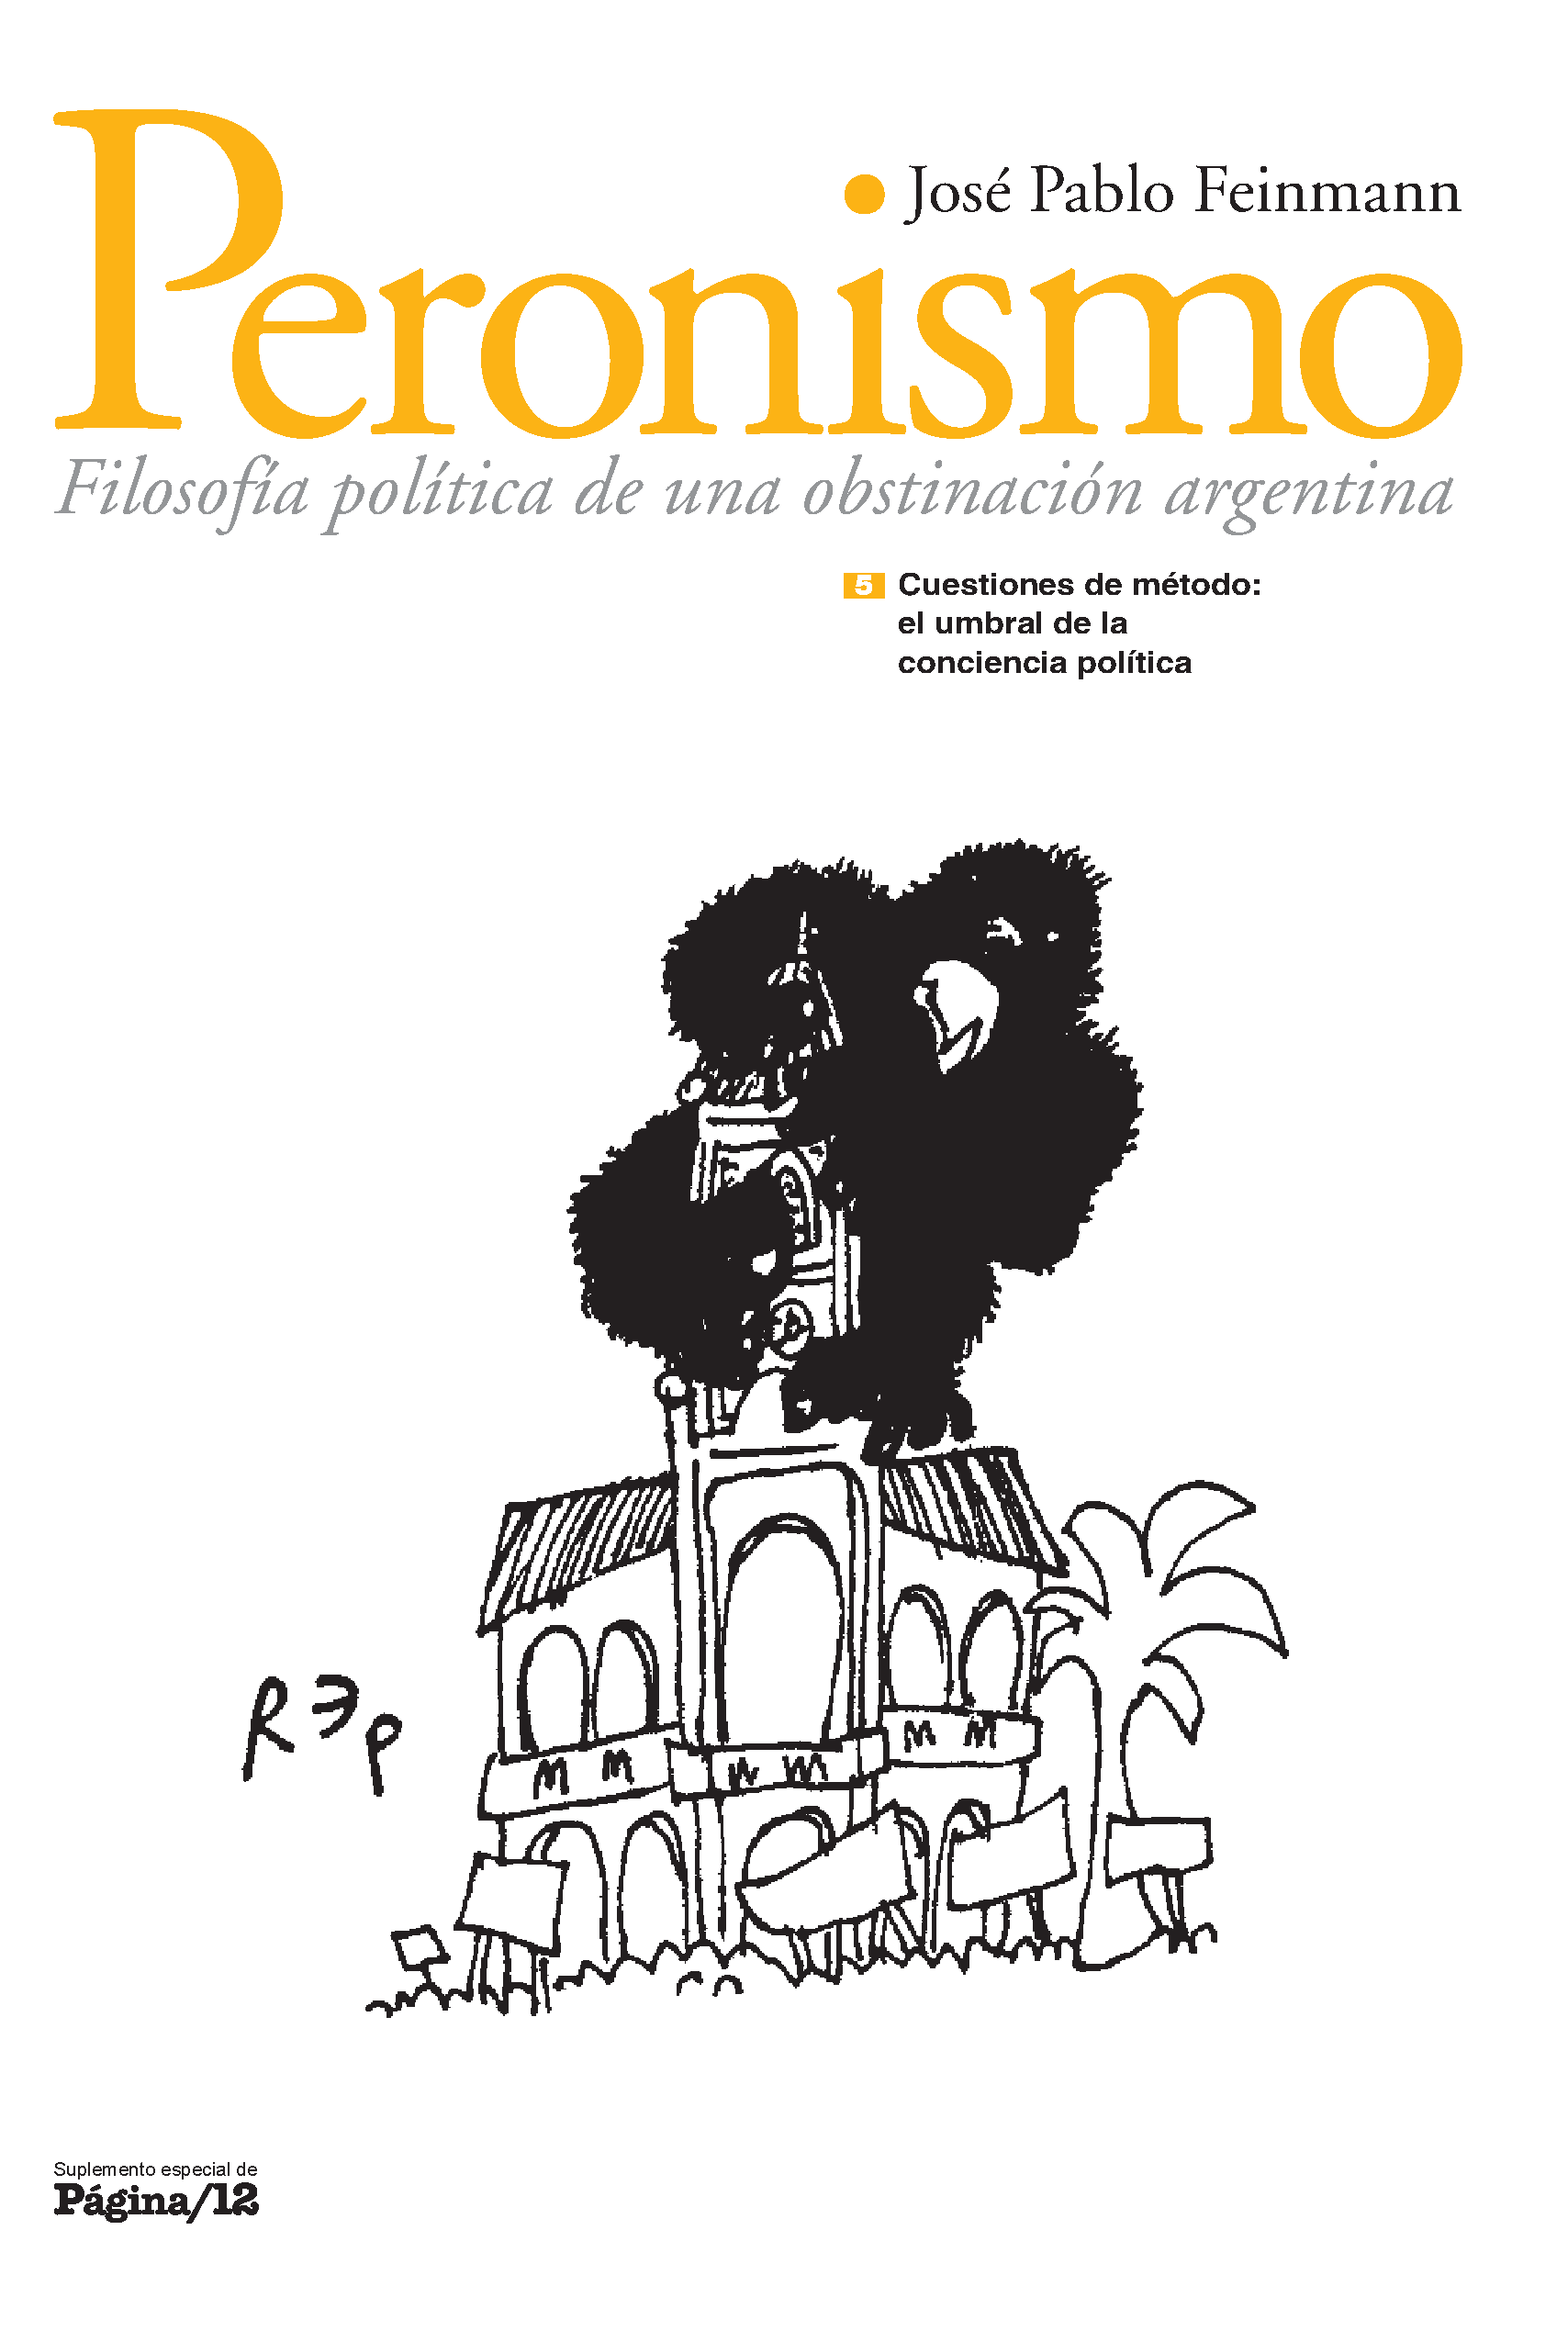 José Pablo Feinmann
Peronismo
Filosofía política de una obstinación argentina
5 Cuestiones de método:
el umbral de la
conciencia política
REP
Suplemento especial de
Página/12